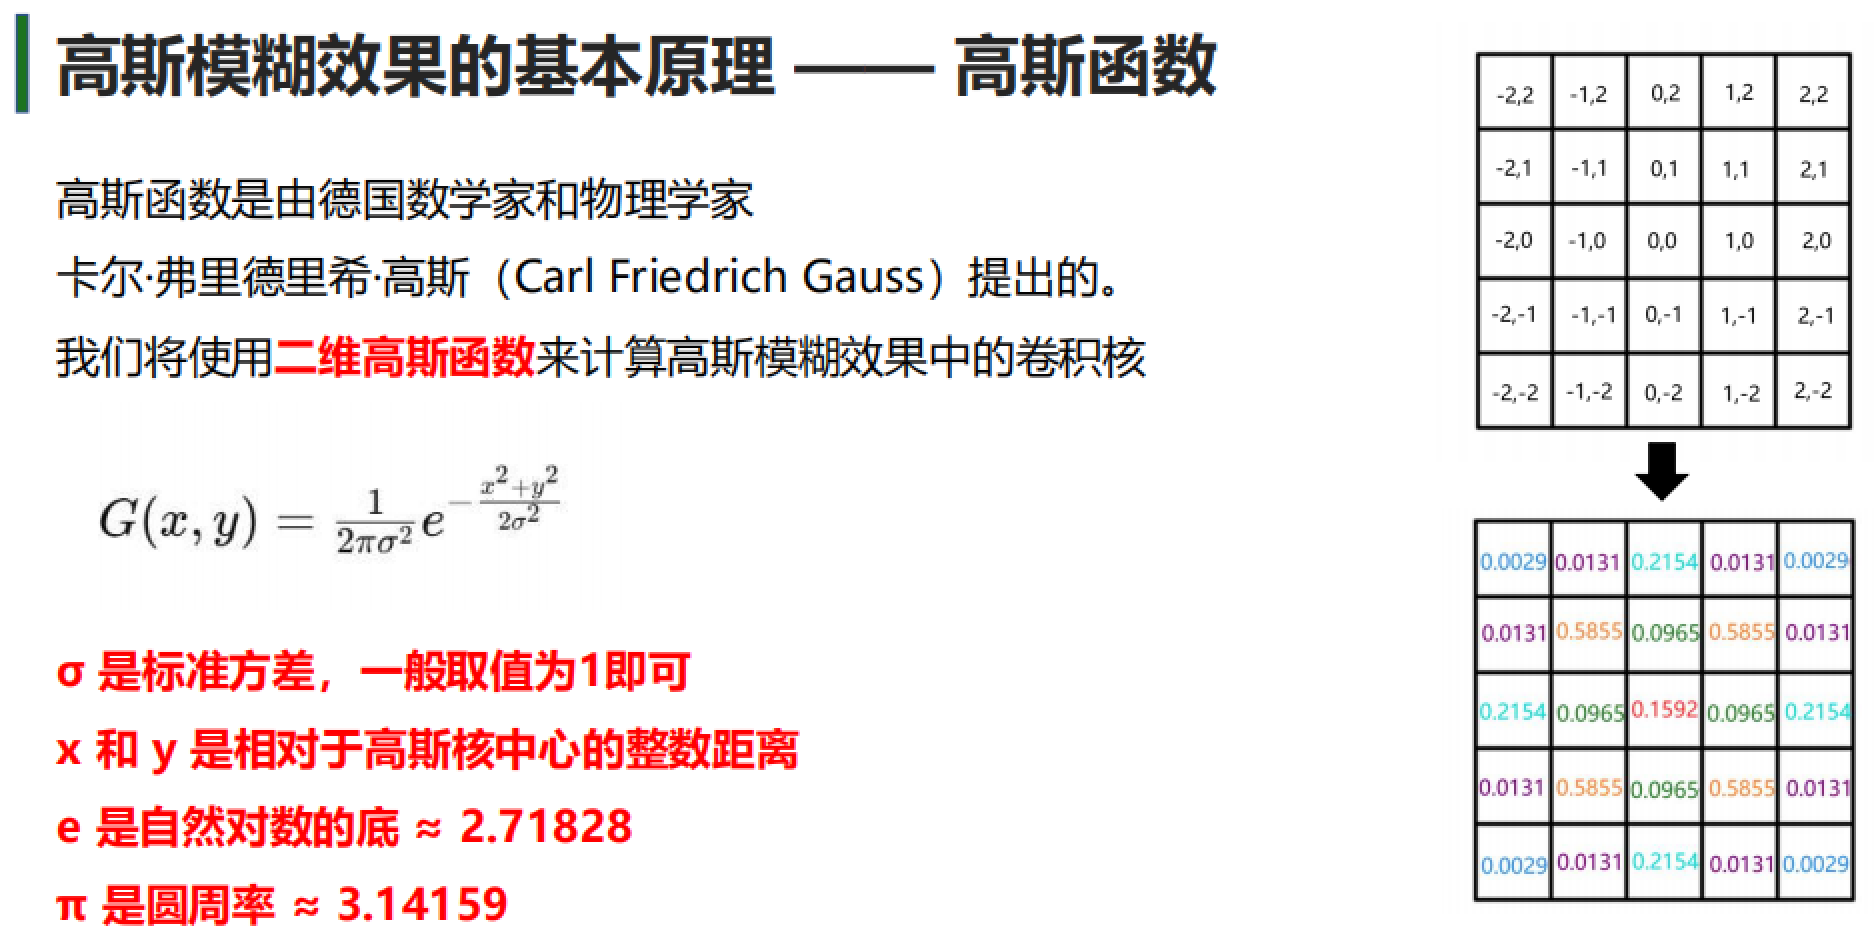 高斯模糊效果的基本原理 —— 高斯函数
高斯函数是由德国数学家和物理学家
卡尔·弗里德里希·高斯（Carl Friedrich Gauss）提出的。
我们将使用二维高斯函数来计算高斯模糊效果中的卷积核
G(x, y) = \frac{1}{2πσ^2} e^{-\frac{x^2+y^2}{2σ^2}}
σ 是标准方差，一般取值为1即可
x 和 y 是相对于高斯核中心的整数距离
e 是自然对数的底 ≈ 2.71828
π 是圆周率 ≈ 3.14159
-2,2 -1,2 0,2 1,2 2,2
-2,1 -1,1 0,1 1,1 2,1
-2,0 -1,0 0,0 1,0 2,0
-2,-1 -1,-1 0,-1 1,-1 2,-1
-2,-2 -1,-2 0,-2 1,-2 2,-2
0.0029 0.0131 0.2154 0.0131 0.0029
0.0131 0.5855 0.0965 0.5855 0.0131
0.2154 0.0965 0.1592 0.0965 0.2154
0.0131 0.5855 0.0965 0.5855 0.0131
0.0029 0.0131 0.2154 0.0131 0.0029